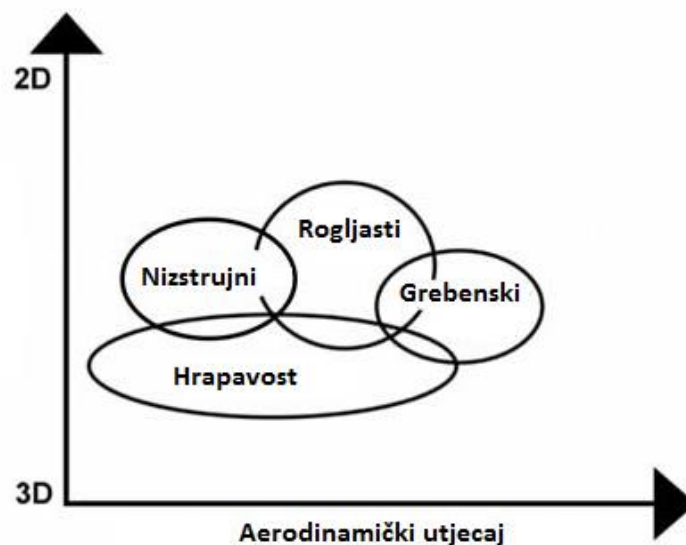 2D
Rogljasti
Nizstrujni
Grebenski
Hrapavost
3D
Aerodinamički utjecaj